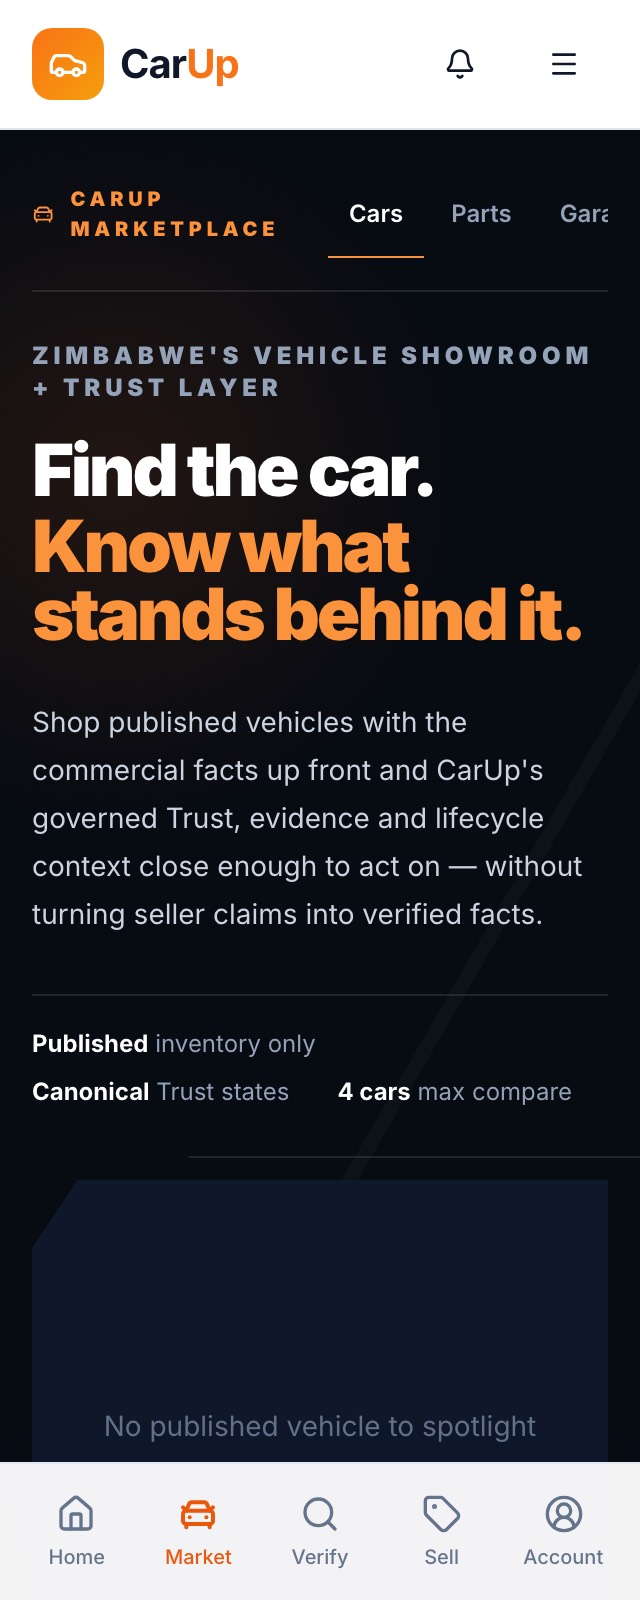 CarUp
CARUP
MARKETPLACE
Cars
Parts
Gara
ZIMBABWE'S VEHICLE SHOWROOM
+ TRUST LAYER
Find the car.
Know what
stands behind it.
Shop published vehicles with the
commercial facts up front and CarUp's
governed Trust, evidence and lifecycle
context close enough to act on — without
turning seller claims into verified facts.
Published inventory only
Canonical Trust states
4 cars max compare
No published vehicle to spotlight
Home
Market
Verify
Sell
Account